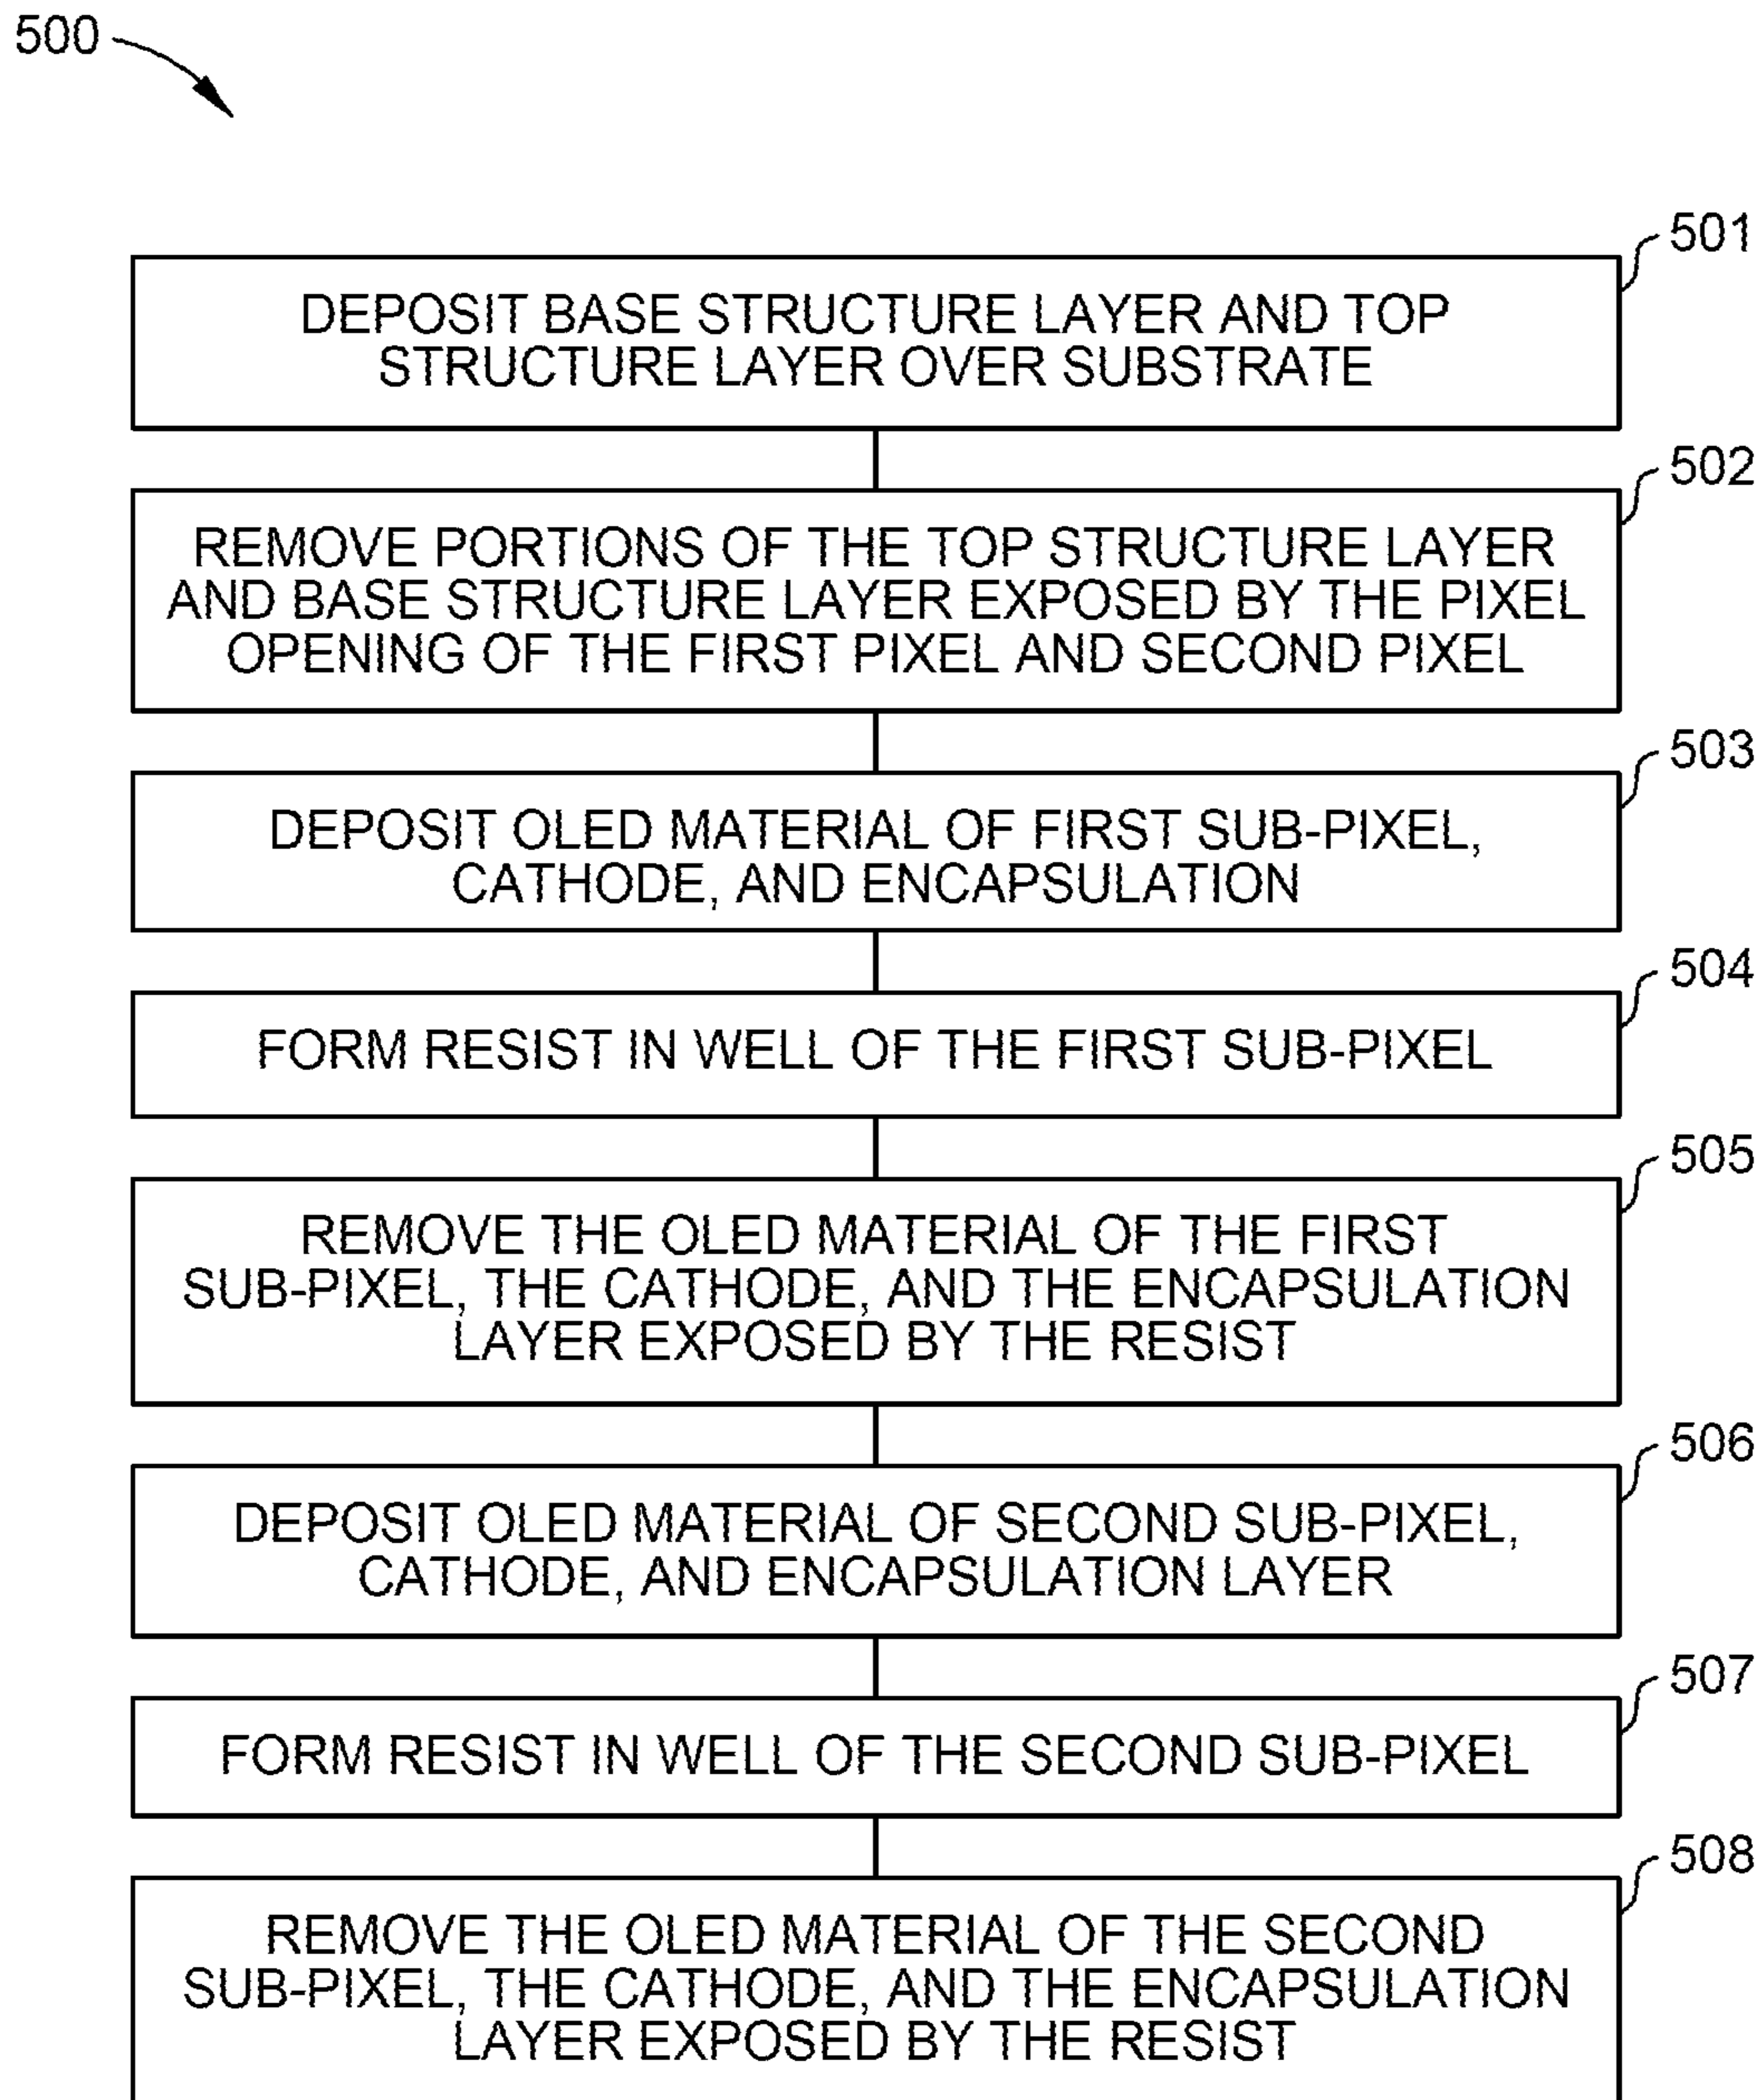 500
501
DEPOSIT BASE STRUCTURE LAYER AND TOP
STRUCTURE LAYER OVER SUBSTRATE
502
REMOVE PORTIONS OF THE TOP STRUCTURE LAYER
AND BASE STRUCTURE LAYER EXPOSED BY THE PIXEL
OPENING OF THE FIRST PIXEL AND SECOND PIXEL
503
DEPOSIT OLED MATERIAL OF FIRST SUB-PIXEL,
CATHODE, AND ENCAPSULATION
504
FORM RESIST IN WELL OF THE FIRST SUB-PIXEL
505
REMOVE THE OLED MATERIAL OF THE FIRST
SUB-PIXEL, THE CATHODE, AND THE ENCAPSULATION
LAYER EXPOSED BY THE RESIST
506
DEPOSIT OLED MATERIAL OF SECOND SUB-PIXEL,
CATHODE, AND ENCAPSULATION LAYER
507
FORM RESIST IN WELL OF THE SECOND SUB-PIXEL
508
REMOVE THE OLED MATERIAL OF THE SECOND
SUB-PIXEL, THE CATHODE, AND THE ENCAPSULATION
LAYER EXPOSED BY THE RESIST